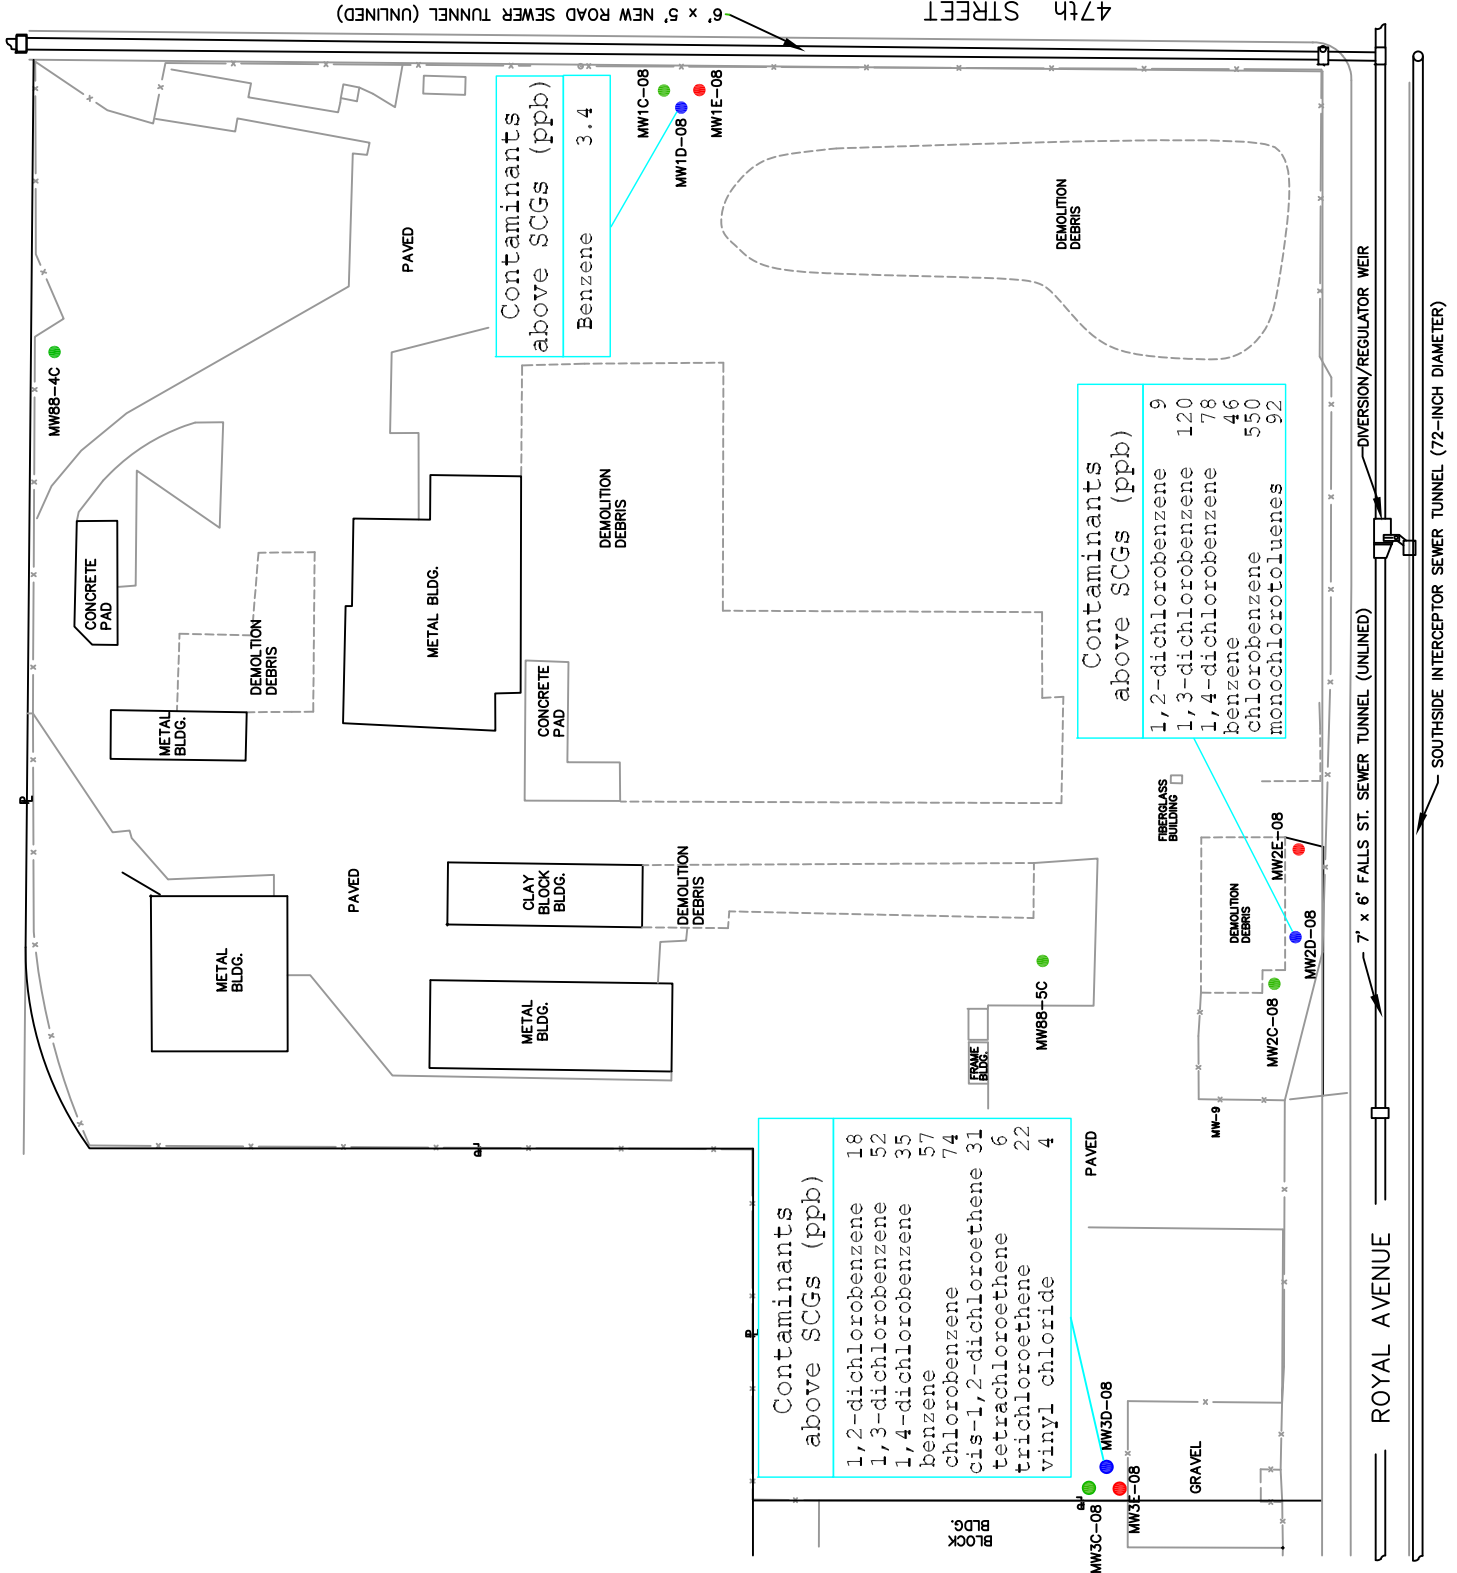 6' x 5' NEW ROAD SEWER TUNNEL (UNLINED)
47th STREET
MW88-4C
PAVED
Contaminants
above SCGs (ppb)
Benzene 3.4
MW1C-08
MW1D-08
MW1E-08
DEMOLITION
DEBRIS
CONCRETE
PAD
DEMOLITION
DEBRIS
METAL
BLDG.
METAL BLDG.
CONCRETE
PAD
DEMOLITION
DEBRIS
Contaminants
above SCGs (ppb)
1,2-dichlorobenzene 9
1,3-dichlorobenzene 120
1,4-dichlorobenzene 78
benzene 46
chlorobenzene 550
monochlorotoluenes 92
DIVERSION/REGULATOR WEIR
SOUTHSIDE INTERCEPTOR SEWER TUNNEL (72-INCH DIAMETER)
7' x 6' FALLS ST. SEWER TUNNEL (UNLINED)
PAVED
METAL
BLDG.
CLAY
BLOCK
BLDG.
DEMOLITION
DEBRIS
METAL
BLDG.
FIBERGLASS
BUILDING
DEMOLITION
DEBRIS
MW2E-08
MW2D-08
MW2C-08
MW88-5C
FRAME
BLDG.
MW-9
PAVED
Contaminants
above SCGs (ppb)
1,2-dichlorobenzene 18
1,3-dichlorobenzene 52
1,4-dichlorobenzene 35
benzene 57
chlorobenzene 74
cis-1,2-dichloroethene 31
tetrachloroethene 6
trichloroethene 22
vinyl chloride 4
MW3D-08
MW3E-08
MW3C-08
GRAVEL
BLOCK
BLDG.
ROYAL AVENUE
PL
PL
PL
PL